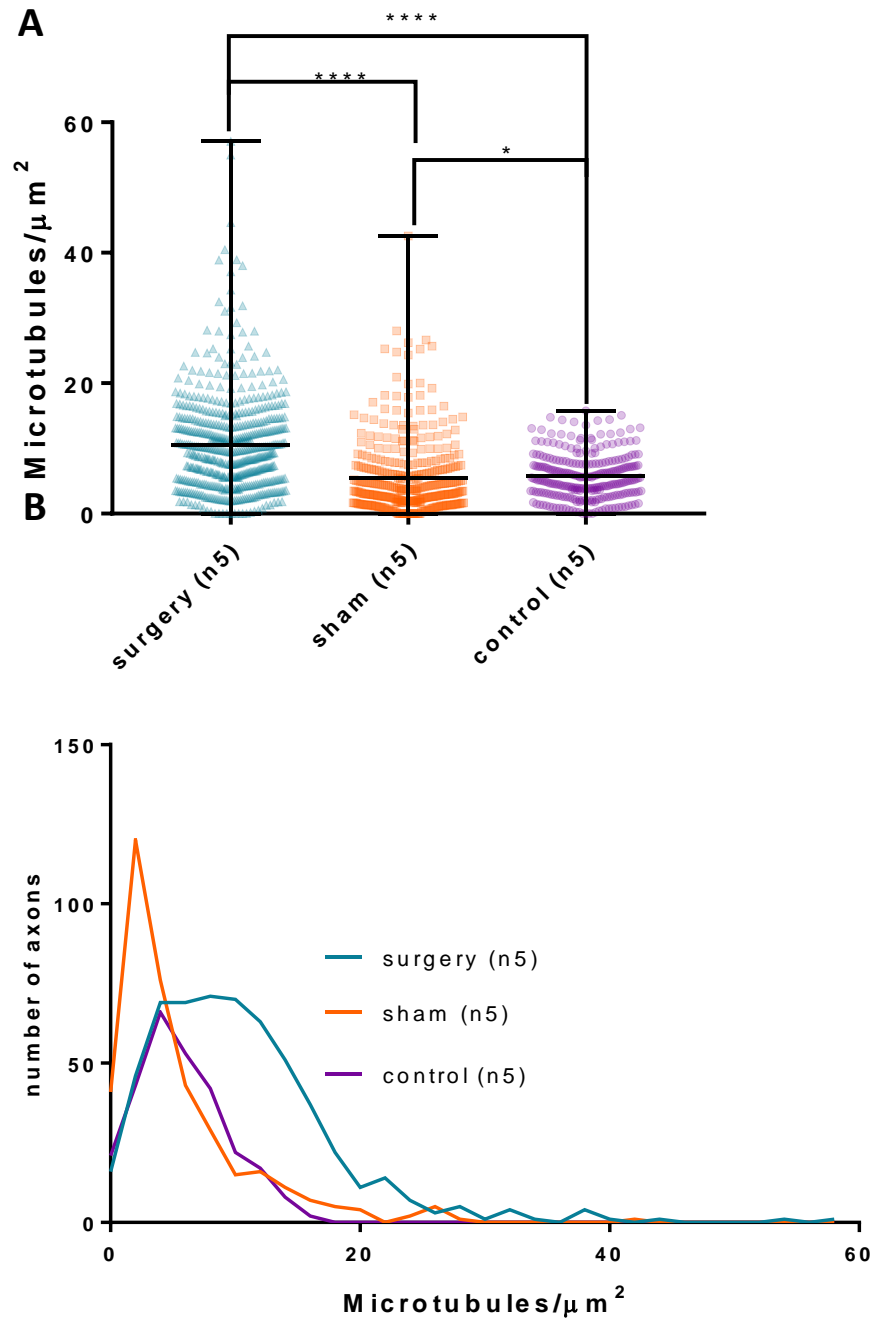 A
****
****
*
60
40
20
0
Microtubules/μm²
B
surgery (n5)
sham (n5)
control (n5)
150
100
50
0
number of axons
surgery (n5)
sham (n5)
control (n5)
0 20 40 60
Microtubules/μm²